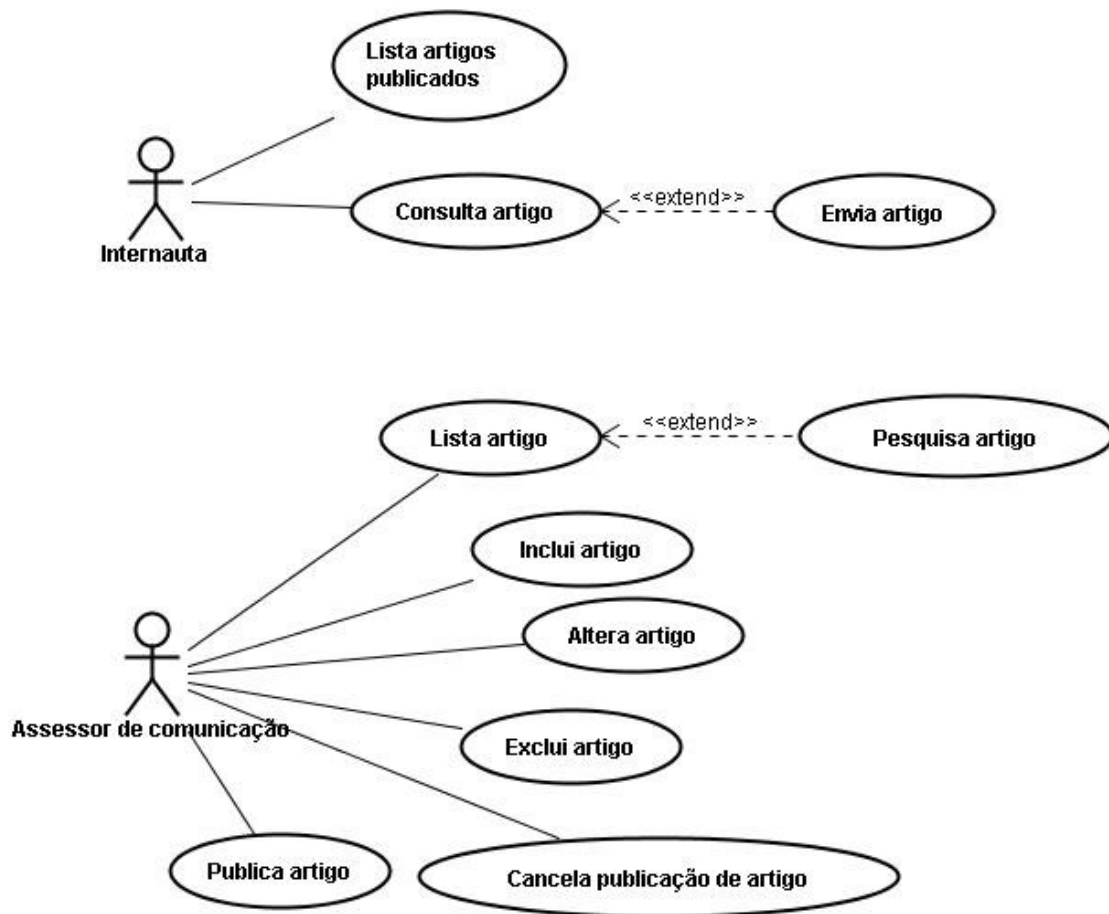 Lista artigos
publicados
Consulta artigo
<<extend>>
Envia artigo
Internauta
Lista artigo
<<extend>>
Pesquisa artigo
Inclui artigo
Altera artigo
Assessor de comunicação
Exclui artigo
Publica artigo
Cancela publicação de artigo